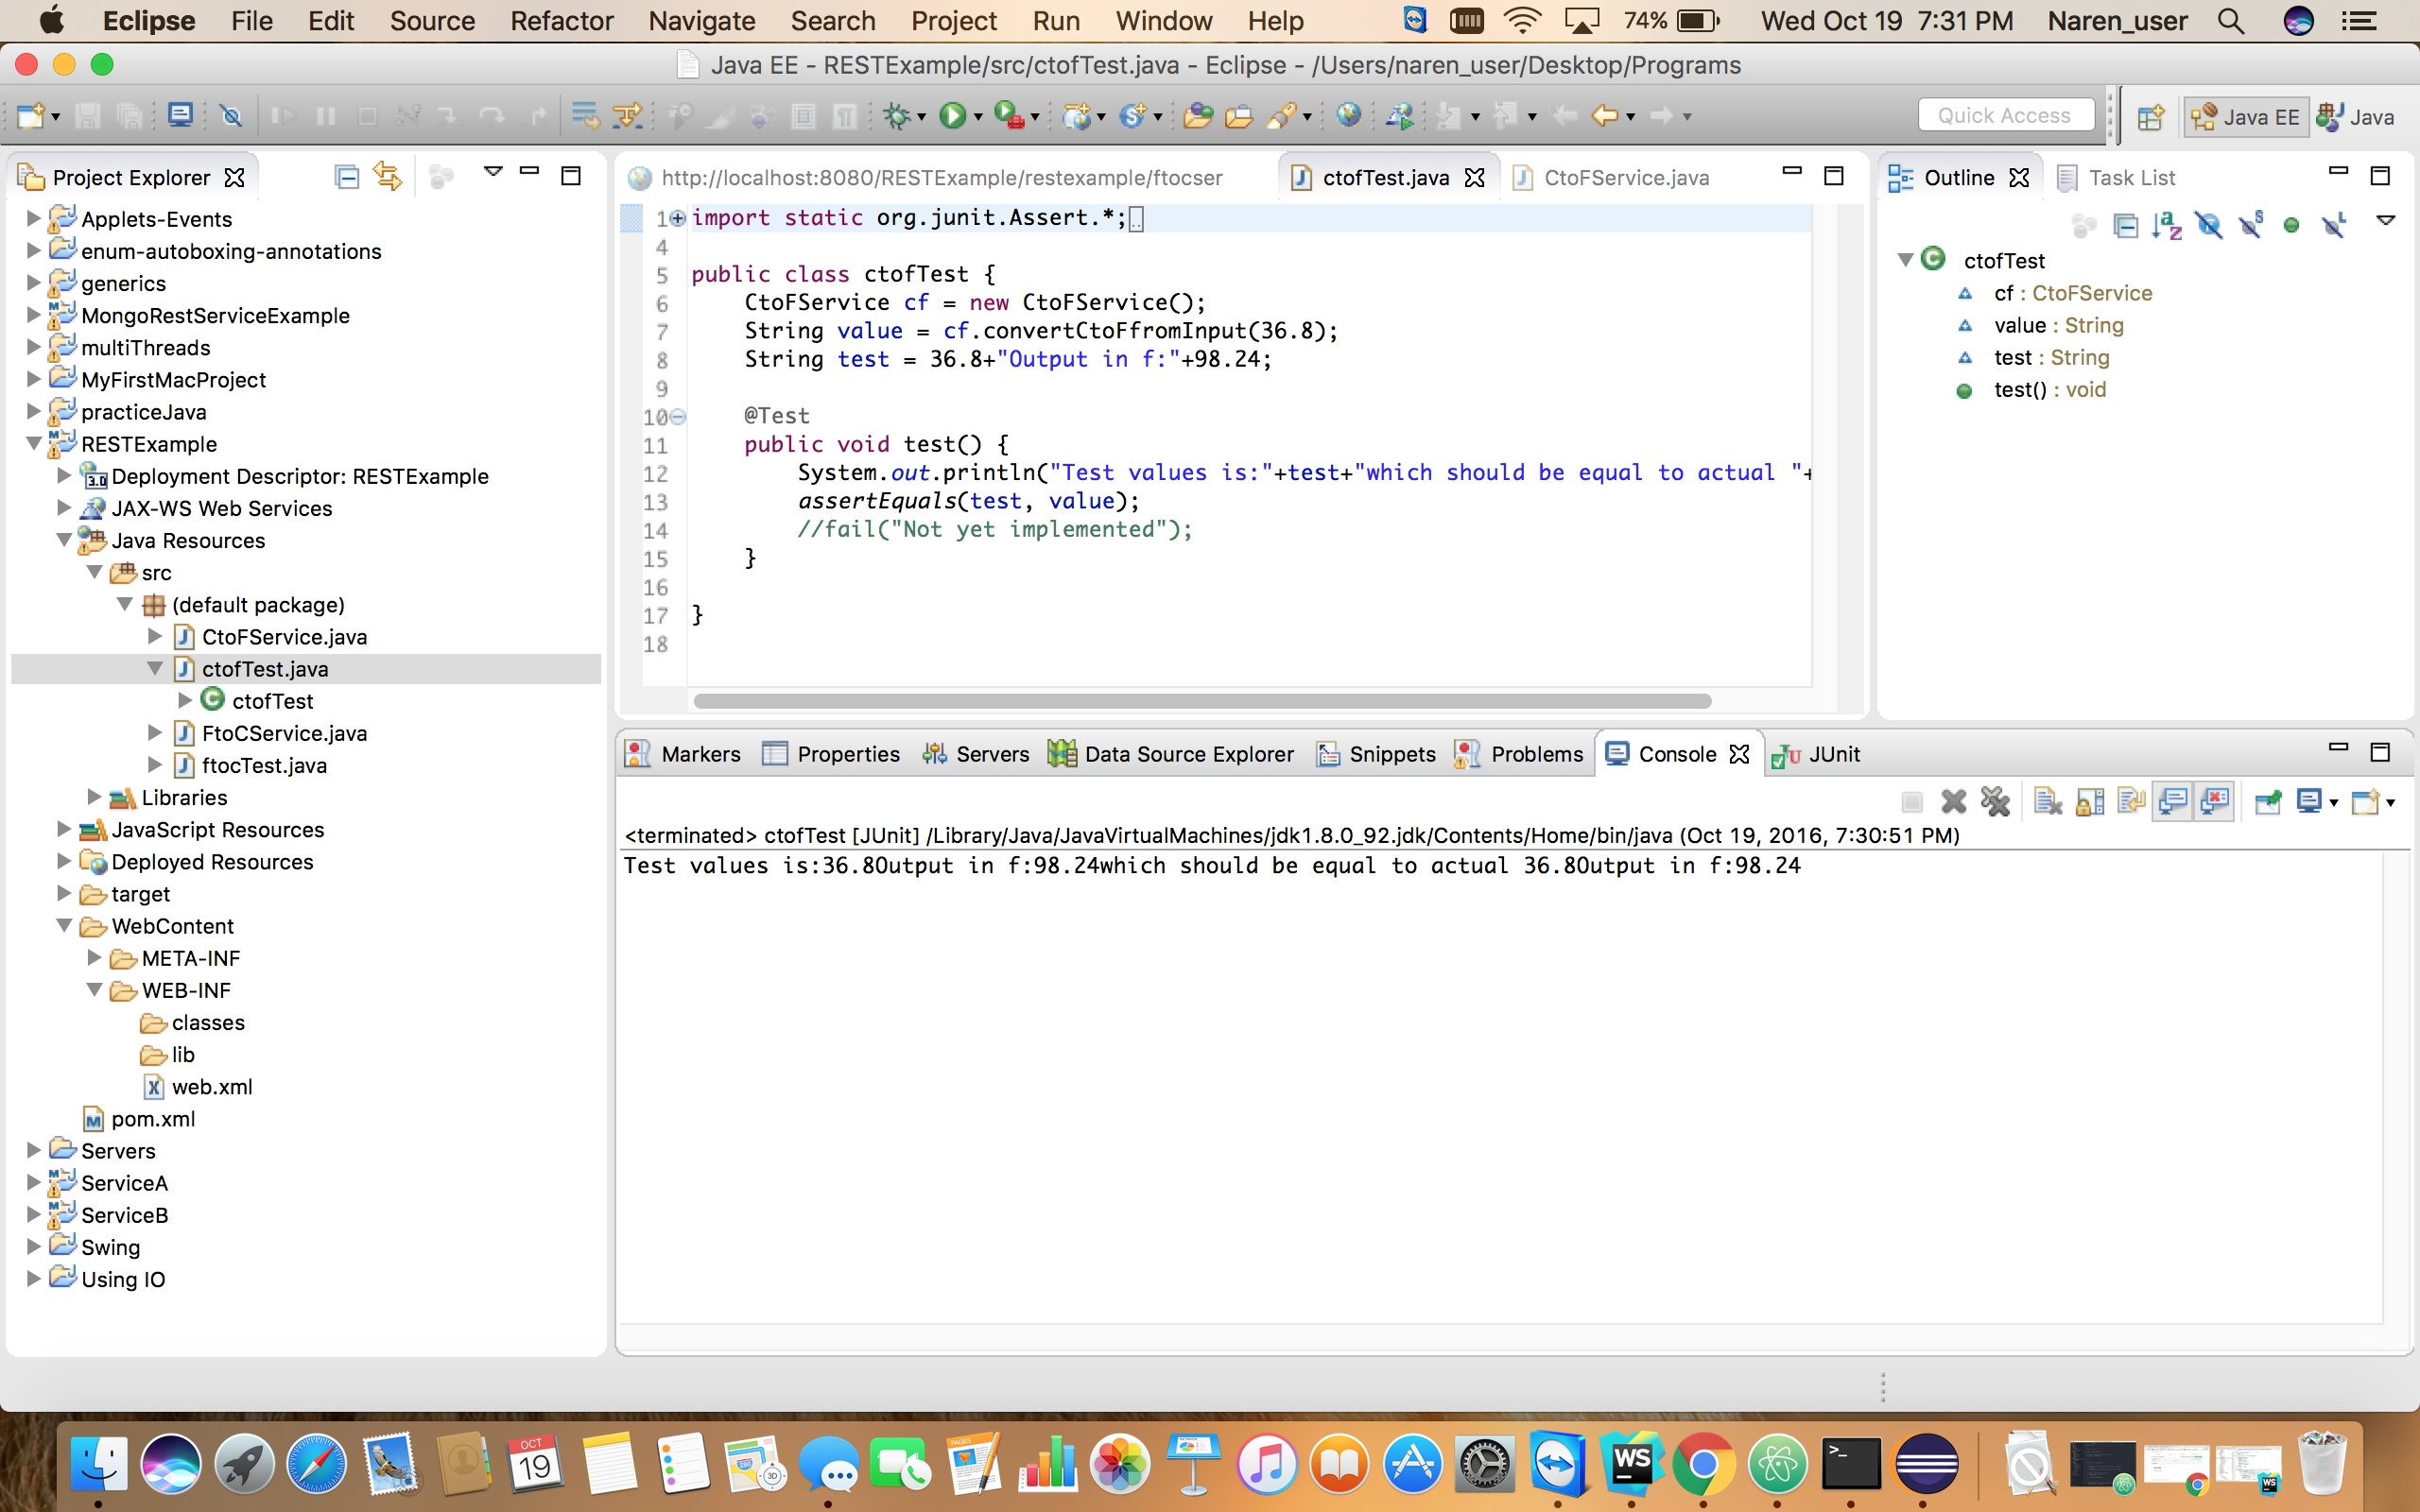 Eclipse File Edit Source Refactor Navigate Search Project Run Window Help 74% Wed Oct 19 7:31 PM Naren_user
Java EE - RESTExample/src/ctofTest.java - Eclipse - /Users/naren_user/Desktop/Programs
Quick Access Java EE Java
Project Explorer
Applets-Events
enum-autoboxing-annotations
generics
MongoRestServiceExample
multiThreads
MyFirstMacProject
practiceJava
RESTExample
Deployment Descriptor: RESTExample
JAX-WS Web Services
Java Resources
src
(default package)
CtoFService.java
ctofTest.java
ctofTest
FtoCService.java
ftocTest.java
Libraries
JavaScript Resources
Deployed Resources
target
WebContent
META-INF
WEB-INF
classes
lib
web.xml
pom.xml
Servers
ServiceA
ServiceB
Swing
Using IO
http://localhost:8080/RESTExample/restexample/ftocser ctofTest.java CtoFService.java
1 import static org.junit.Assert.*;
4
5 public class ctofTest {
6 CtoFService cf = new CtoFService();
7 String value = cf.convertCtoFfromInput(36.8);
8 String test = 36.8+"Output in f:"+98.24;
9
10 @Test
11 public void test() {
12 System.out.println("Test values is:"+test+"which should be equal to actual "+
13 assertEquals(test, value);
14 //fail("Not yet implemented");
15 }
16
17 }
18
Outline Task List
ctofTest
cf : CtoFService
value : String
test : String
test() : void
Markers Properties Servers Data Source Explorer Snippets Problems Console JUnit
<terminated> ctofTest [JUnit] /Library/Java/JavaVirtualMachines/jdk1.8.0_92.jdk/Contents/Home/bin/java (Oct 19, 2016, 7:30:51 PM)
Test values is:36.8Output in f:98.24which should be equal to actual 36.8Output in f:98.24
OCT
19
PAGES
3D
WS
>_
WS